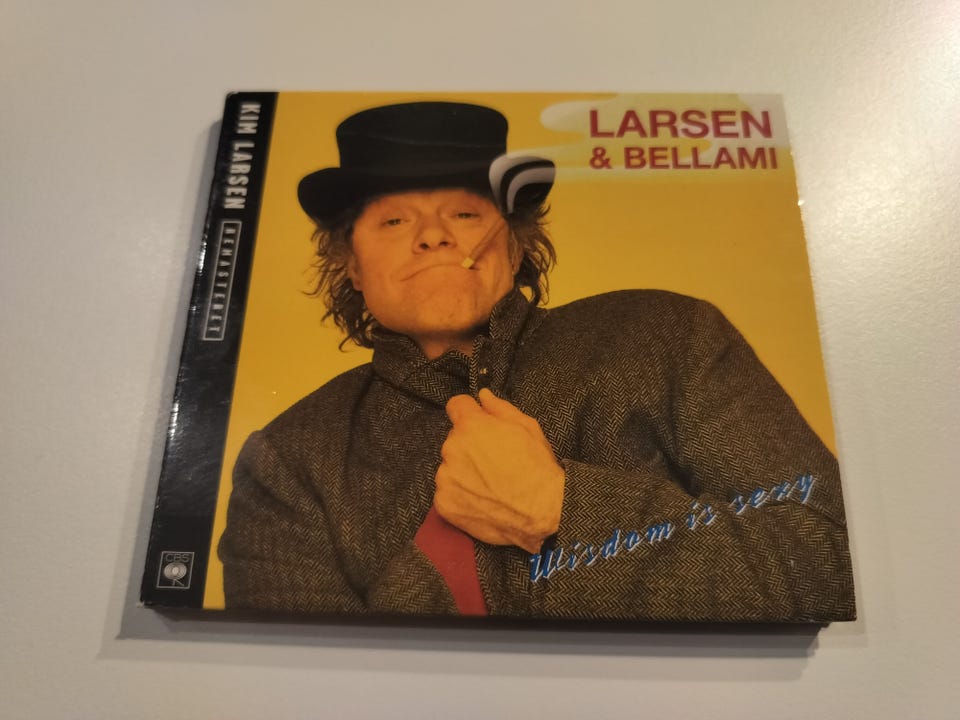 KIM LARSEN
REMASTERET
CBS
LARSEN
& BELLAMI
Wisdom is sexy